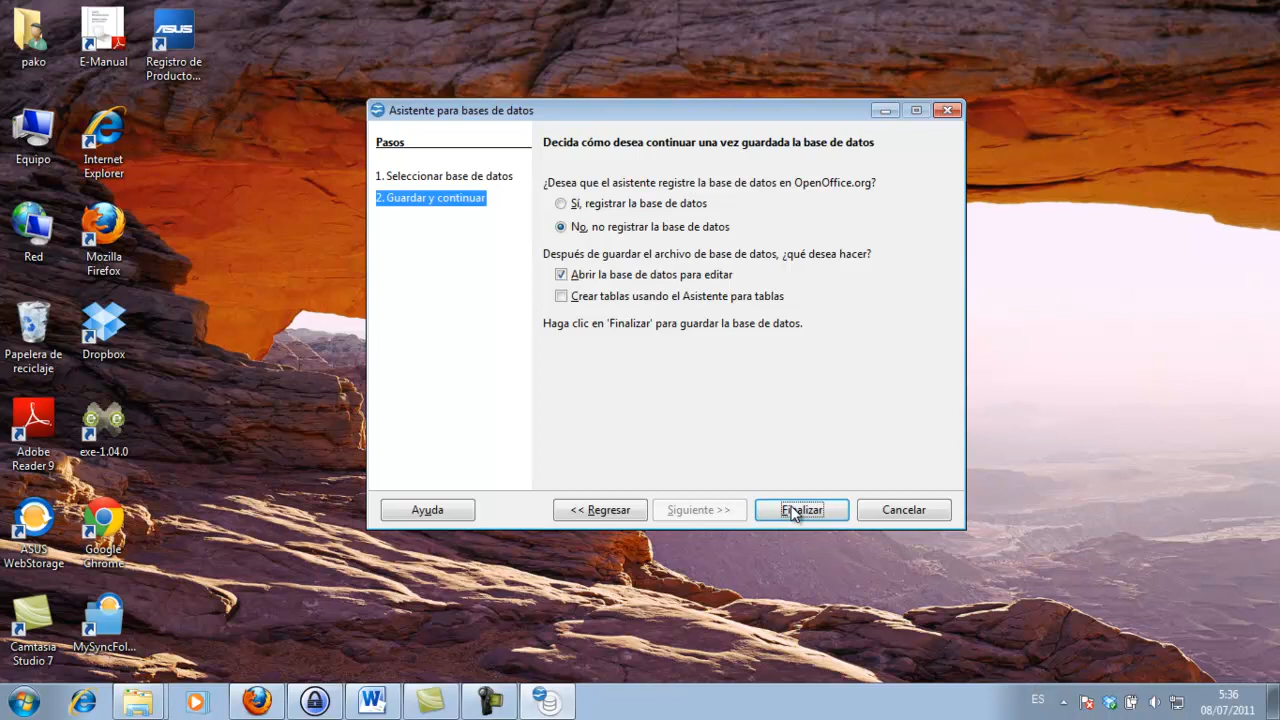 pako
E-Manual
ASUS
Registro de
Producto...
Equipo
Internet
Explorer
Red
Mozilla
Firefox
Papelera de
reciclaje
Dropbox
Adobe
Reader 9
exe-1.04.0
ASUS
WebStorage
Google
Chrome
Camtasia
Studio 7
MySyncFol...
Asistente para bases de datos
Pasos
1. Seleccionar base de datos
2. Guardar y continuar
Decida cómo desea continuar una vez guardada la base de datos
¿Desea que el asistente registre la base de datos en OpenOffice.org?
Sí, registrar la base de datos
No, no registrar la base de datos
Después de guardar el archivo de base de datos, ¿qué desea hacer?
Abrir la base de datos para editar
Crear tablas usando el Asistente para tablas
Haga clic en 'Finalizar' para guardar la base de datos.
Ayuda
<< Regresar
Siguiente >>
Finalizar
Cancelar
ES
5:36
08/07/2011